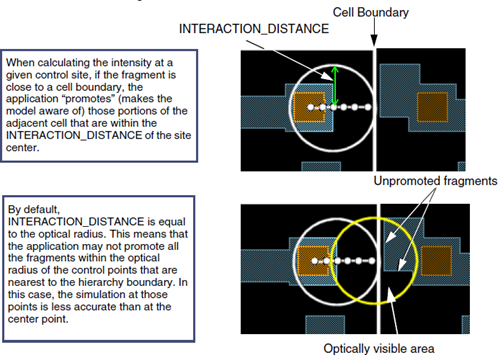 Cell Boundary
INTERACTION_DISTANCE
When calculating the intensity at a
given control site, if the fragment is
close to a cell boundary, the
application “promotes” (makes the
model aware of) those portions of the
adjacent cell that are within the
INTERACTION_DISTANCE of the site
center.
Unpromoted fragments
By default,
INTERACTION_DISTANCE is equal
to the optical radius. This means that
the application may not promote all
the fragments within the optical
radius of the control points that are
nearest to the hierarchy boundary. In
this case, the simulation at those
points is less accurate than at the
center point.
Optically visible area